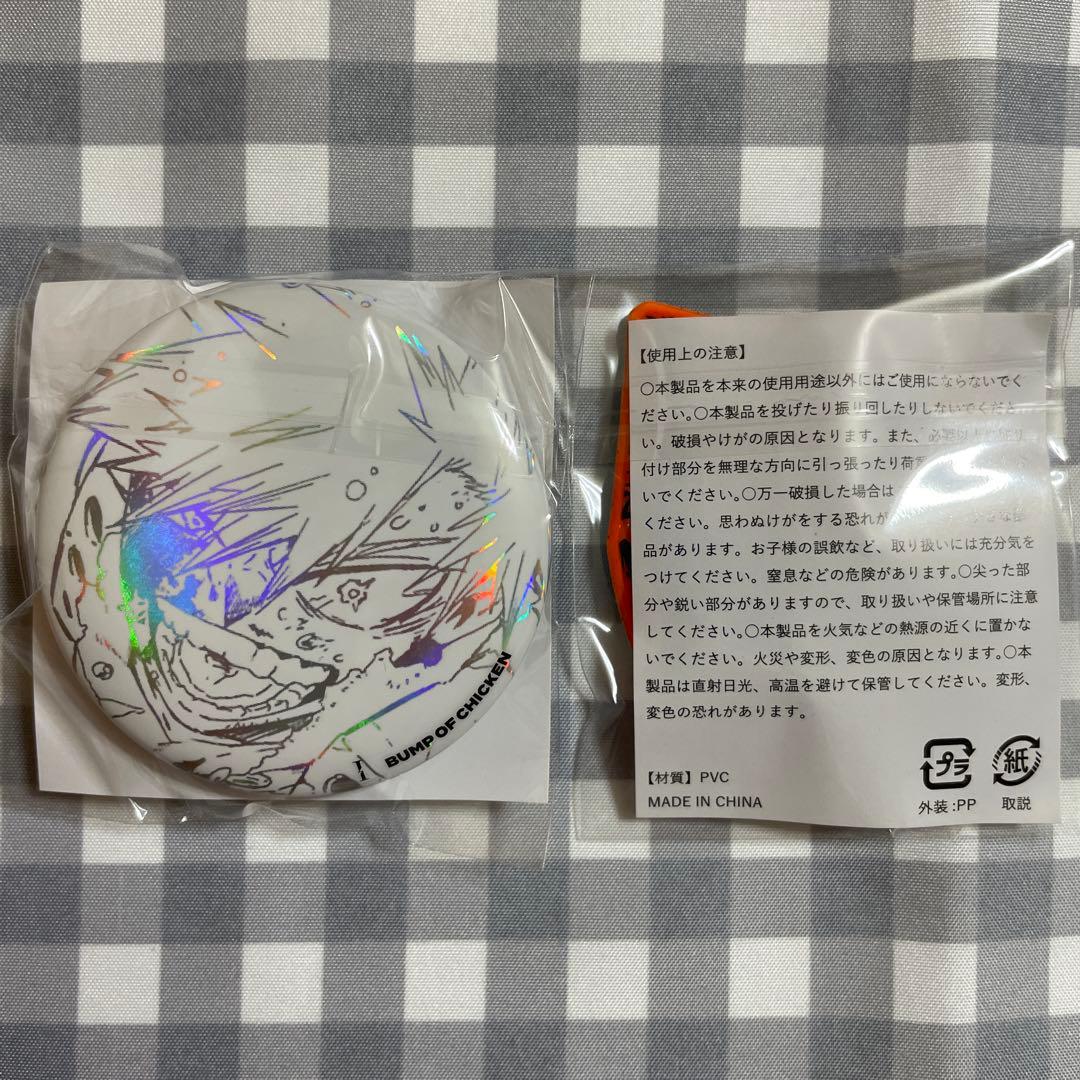 BUMP OF CHICKEN
【使用上の注意】
○本製品を本来の使用用途以外にはご使用にならないでく
ださい。○本製品を投げたり振り回したりしないでくださ
い。破損やけがの原因となります。また、必要以上に
付け部分を無理な方向に引っ張ったり荷
いでください。○万一破損した場合は
ください。思わぬけがをする恐れが
品があります。お子様の誤飲など、取り扱いには充分気を
つけてください。窒息などの危険があります。○尖った部
分や鋭い部分がありますので、取り扱いや保管場所に注意
してください。○本製品を火気などの熱源の近くに置かな
いでください。火災や変形、変色の原因となります。○本
製品は直射日光、高温を避けて保管してください。変形、
変色の恐れがあります。
【材質】PVC
MADE IN CHINA
プラ
紙
外装:PP
取説